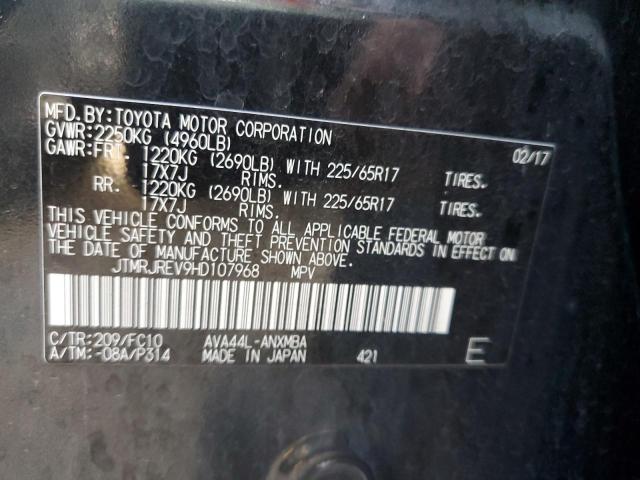 MFD.BY:TOYOTA MOTOR CORPORATION
GVWR:2250KG (4960LB) 02/17
GAWR:FRT. 1220KG (2690LB) WITH 225/65R17 TIRES.
17X7J RIMS.
RR. 1220KG (2690LB) WITH 225/65R17 TIRES.
17X7J RIMS.
THIS VEHICLE CONFORMS TO ALL APPLICABLE FEDERAL MOTOR
VEHICLE SAFETY AND THEFT PREVENTION STANDARDS IN EFFECT ON
THE DATE OF MANUFACTURE SHOWN ABOVE.
JTMRJREV9HD107968 MPV
C/TR:209/FC10 AVA44L-ANXMBA
A/TM:-08A/P314 MADE IN JAPAN 421 E